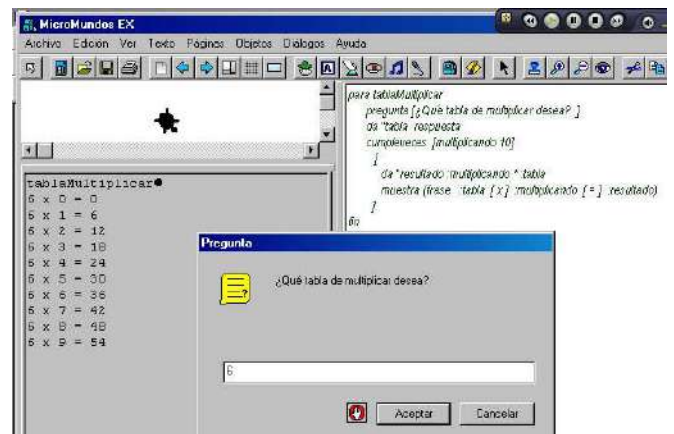 MicroMundos EX
Archivo Edición Ver Texto Páginas Objetos Diálogos Ayuda
para tablaMultiplicar
pregunta [¿Qué tabla de multiplicar desea? ]
da "tabla respuesta
cumpleveces [multiplicando 10]
[
da "resultado :multiplicando * :tabla
muestra (frase :tabla [ x ] :multiplicando [ = ] :resultado)
]
fin
tablaMultiplicar
6 x 0 = 0
6 x 1 = 6
6 x 2 = 12
6 x 3 = 18
6 x 4 = 24
6 x 5 = 30
6 x 6 = 36
6 x 7 = 42
6 x 8 = 48
6 x 9 = 54
Pregunta
¿Qué tabla de multiplicar desea?
6
Aceptar Cancelar